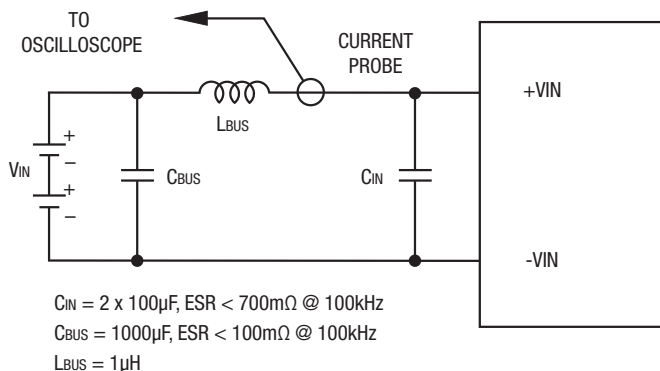 TO
OSCILLOSCOPE
CURRENT
PROBE
+VIN
LBUS
+
VIN
−
+
−
CBUS
CIN
-VIN
CIN = 2 x 100µF, ESR < 700mΩ @ 100kHz
CBUS = 1000µF, ESR < 100mΩ @ 100kHz
LBUS = 1µH